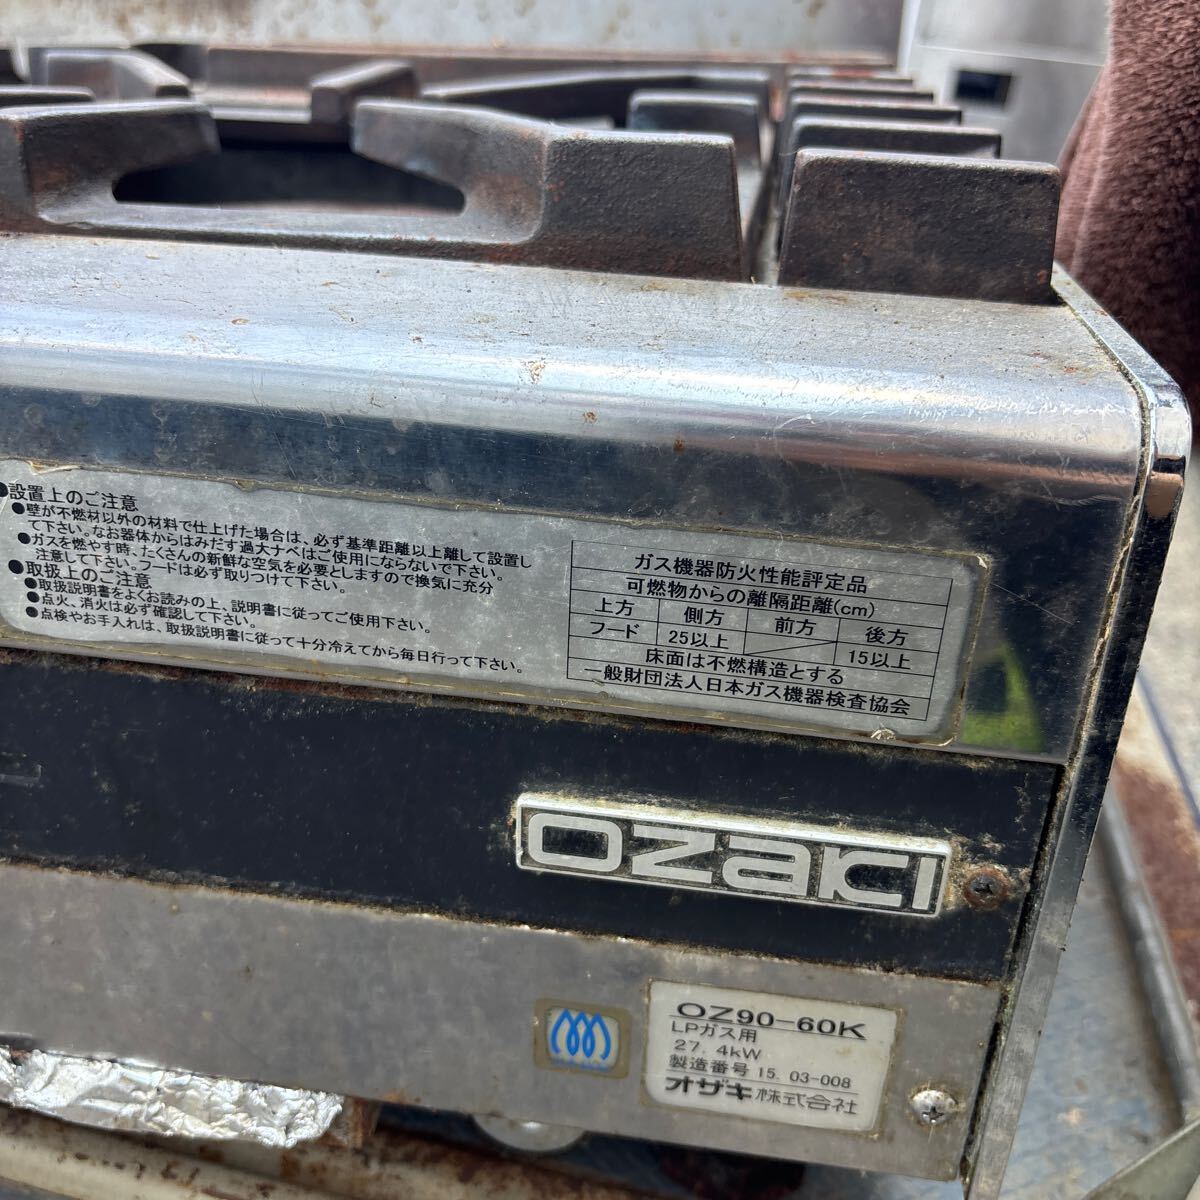 ●設置上のご注意
●壁が不燃材以外の材料で仕上げた場合は、必ず基準距離以上離して設置し
て下さい。なお器体からはみだす過大ナベはご使用にならないで下さい。
●ガスを燃やす時、たくさんの新鮮な空気を必要としますので換気に充分
注意して下さい。フードは必ず取りつけて下さい。
●取扱上のご注意
●取扱説明書をよくお読みの上、説明書に従ってご使用下さい。
●点火、消火は必ず確認して下さい。
●点検やお手入れは、取扱説明書に従って十分冷えてから毎日行って下さい。
ガス機器防火性能評定品
可燃物からの離隔距離(cm)
上方 側方 前方 後方
フード 25以上 15以上
床面は不燃構造とする
一般財団法人日本ガス機器検査協会
OZAKI
OZ90-60K
LPガス用
27.4kW
製造番号 15.03-008
オザキ株式会社